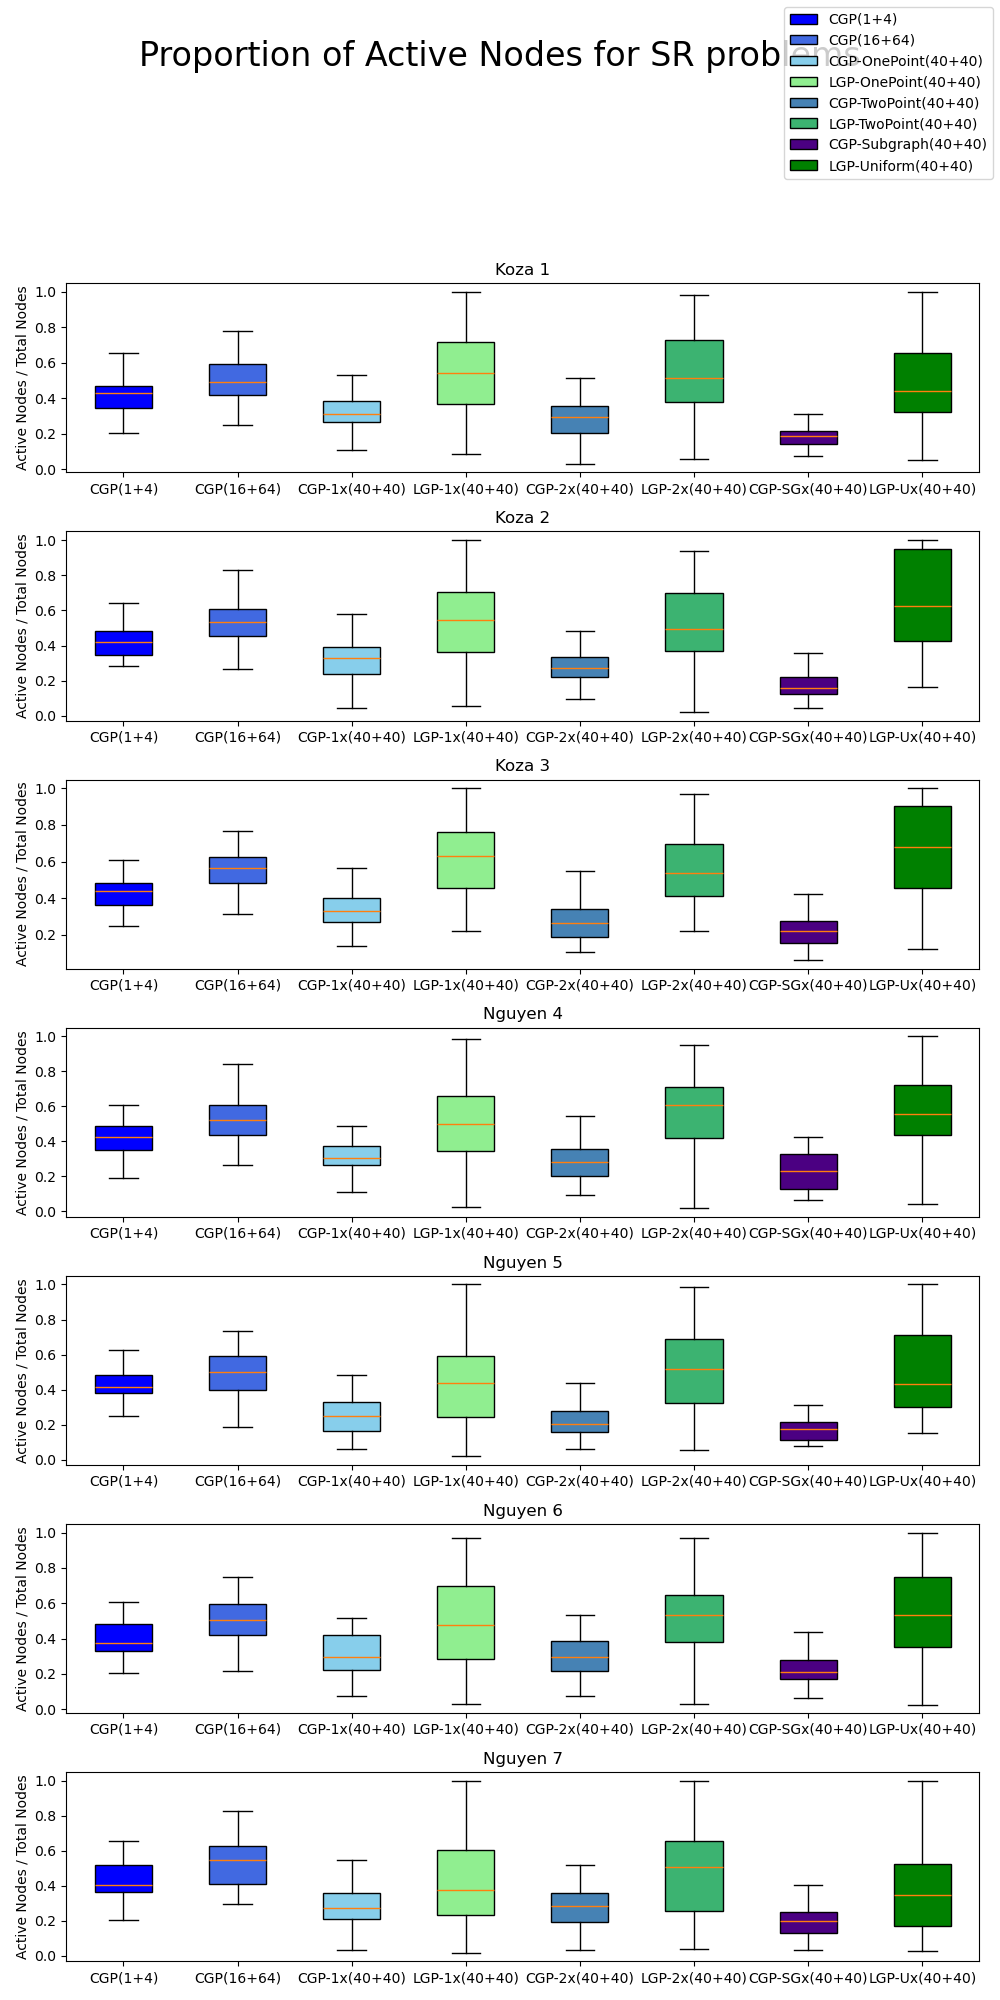 Proportion of Active Nodes for SR problems
CGP(1+4)
CGP(16+64)
CGP-OnePoint(40+40)
LGP-OnePoint(40+40)
CGP-TwoPoint(40+40)
LGP-TwoPoint(40+40)
CGP-Subgraph(40+40)
LGP-Uniform(40+40)
Koza 1
Active Nodes / Total Nodes
1.0
0.8
0.6
0.4
0.2
0.0
CGP(1+4) CGP(16+64) CGP-1x(40+40) LGP-1x(40+40) CGP-2x(40+40) LGP-2x(40+40) CGP-SGx(40+40) LGP-Ux(40+40)
Koza 2
Active Nodes / Total Nodes
1.0
0.8
0.6
0.4
0.2
0.0
CGP(1+4) CGP(16+64) CGP-1x(40+40) LGP-1x(40+40) CGP-2x(40+40) LGP-2x(40+40) CGP-SGx(40+40) LGP-Ux(40+40)
Koza 3
Active Nodes / Total Nodes
1.0
0.8
0.6
0.4
0.2
CGP(1+4) CGP(16+64) CGP-1x(40+40) LGP-1x(40+40) CGP-2x(40+40) LGP-2x(40+40) CGP-SGx(40+40) LGP-Ux(40+40)
Nguyen 4
Active Nodes / Total Nodes
1.0
0.8
0.6
0.4
0.2
0.0
CGP(1+4) CGP(16+64) CGP-1x(40+40) LGP-1x(40+40) CGP-2x(40+40) LGP-2x(40+40) CGP-SGx(40+40) LGP-Ux(40+40)
Nguyen 5
Active Nodes / Total Nodes
1.0
0.8
0.6
0.4
0.2
0.0
CGP(1+4) CGP(16+64) CGP-1x(40+40) LGP-1x(40+40) CGP-2x(40+40) LGP-2x(40+40) CGP-SGx(40+40) LGP-Ux(40+40)
Nguyen 6
Active Nodes / Total Nodes
1.0
0.8
0.6
0.4
0.2
0.0
CGP(1+4) CGP(16+64) CGP-1x(40+40) LGP-1x(40+40) CGP-2x(40+40) LGP-2x(40+40) CGP-SGx(40+40) LGP-Ux(40+40)
Nguyen 7
Active Nodes / Total Nodes
1.0
0.8
0.6
0.4
0.2
0.0
CGP(1+4) CGP(16+64) CGP-1x(40+40) LGP-1x(40+40) CGP-2x(40+40) LGP-2x(40+40) CGP-SGx(40+40) LGP-Ux(40+40)